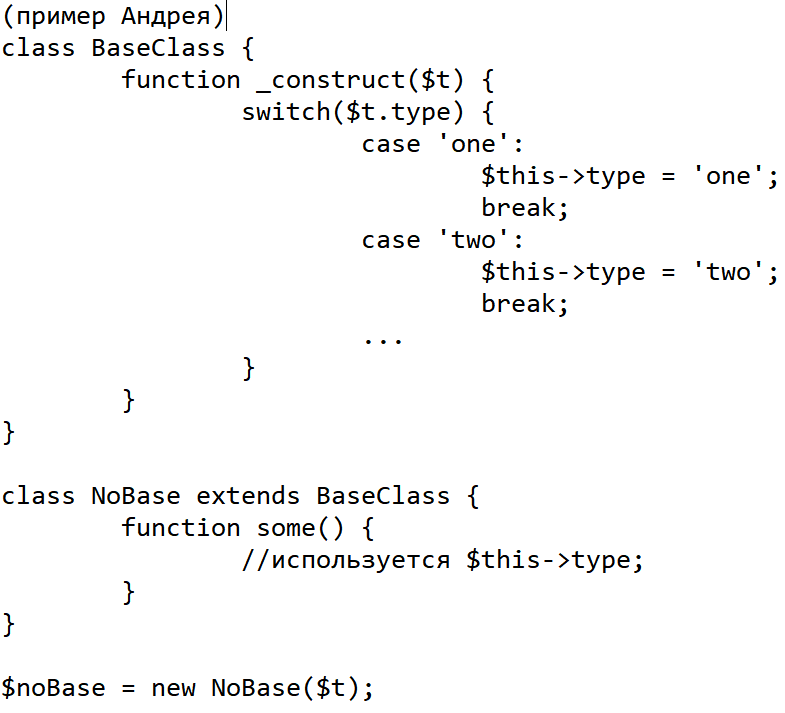 (пример Андрея)
class BaseClass {
function _construct($t) {
switch($t.type) {
case 'one':
$this->type = 'one';
break;
case 'two':
$this->type = 'two';
break;
...
}
}
}
class NoBase extends BaseClass {
function some() {
//используется $this->type;
}
}
$noBase = new NoBase($t);